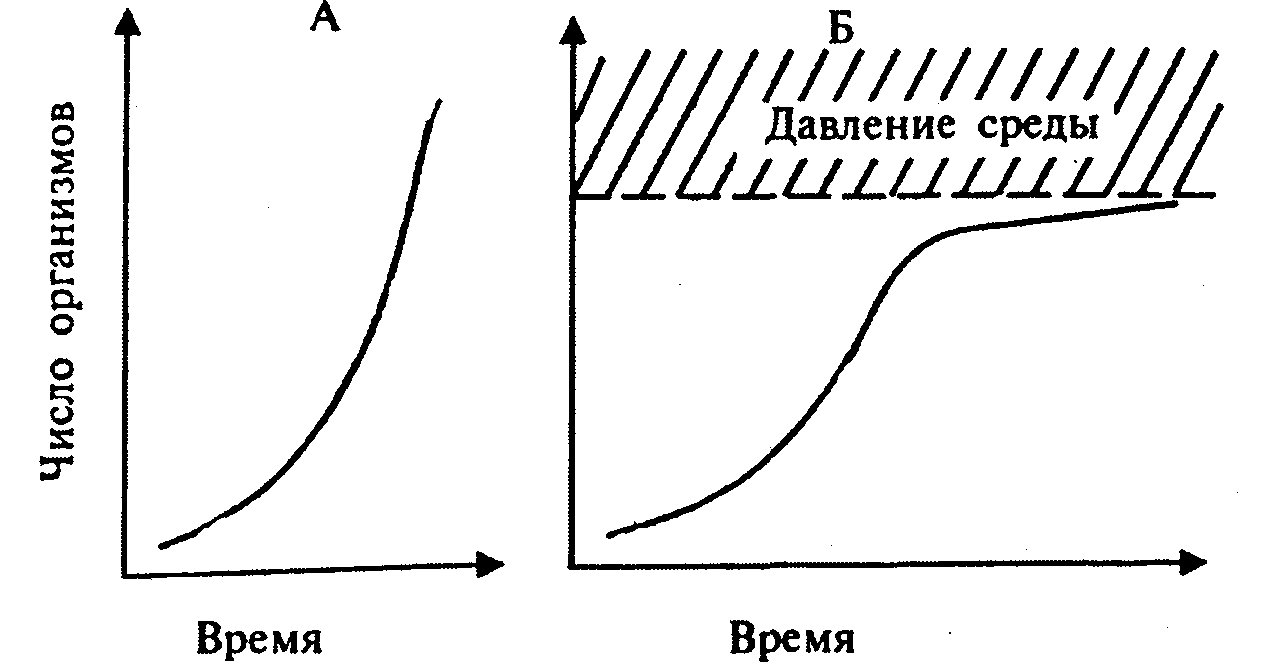 А
Б
Давление среды
Число организмов
Время
Время